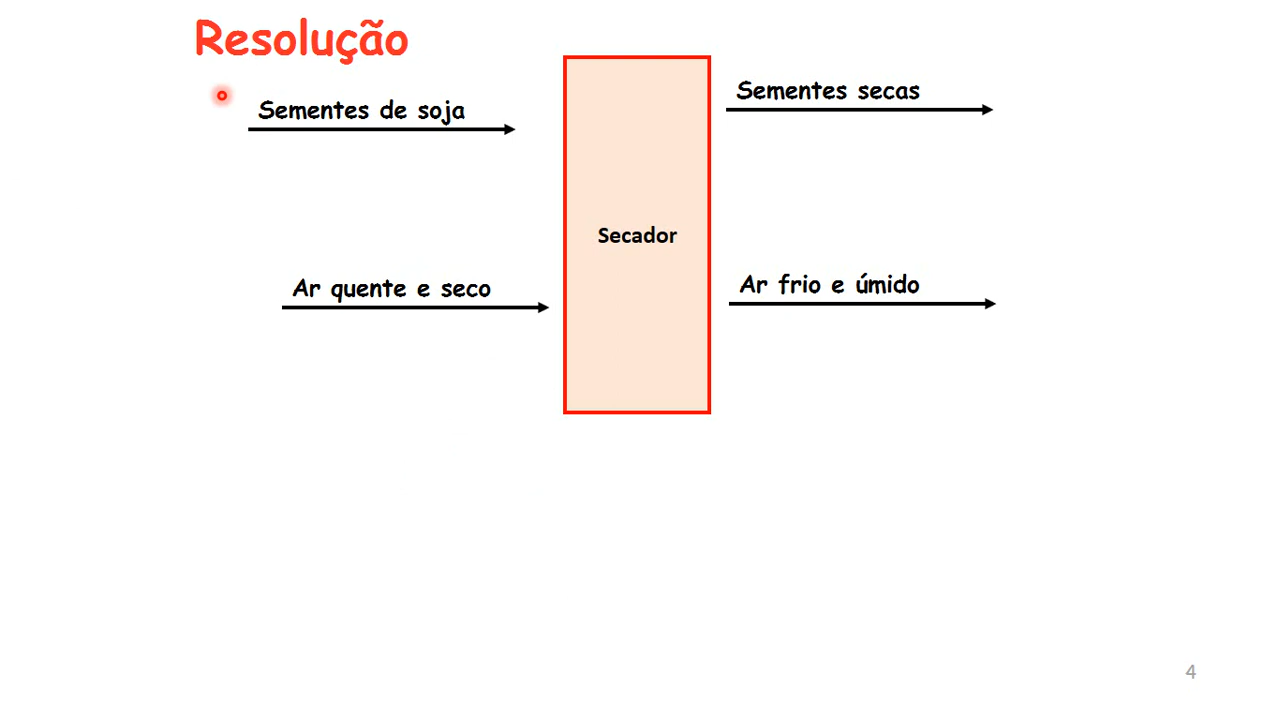 Resolução
Sementes de soja
Sementes secas
Secador
Ar quente e seco
Ar frio e úmido
4